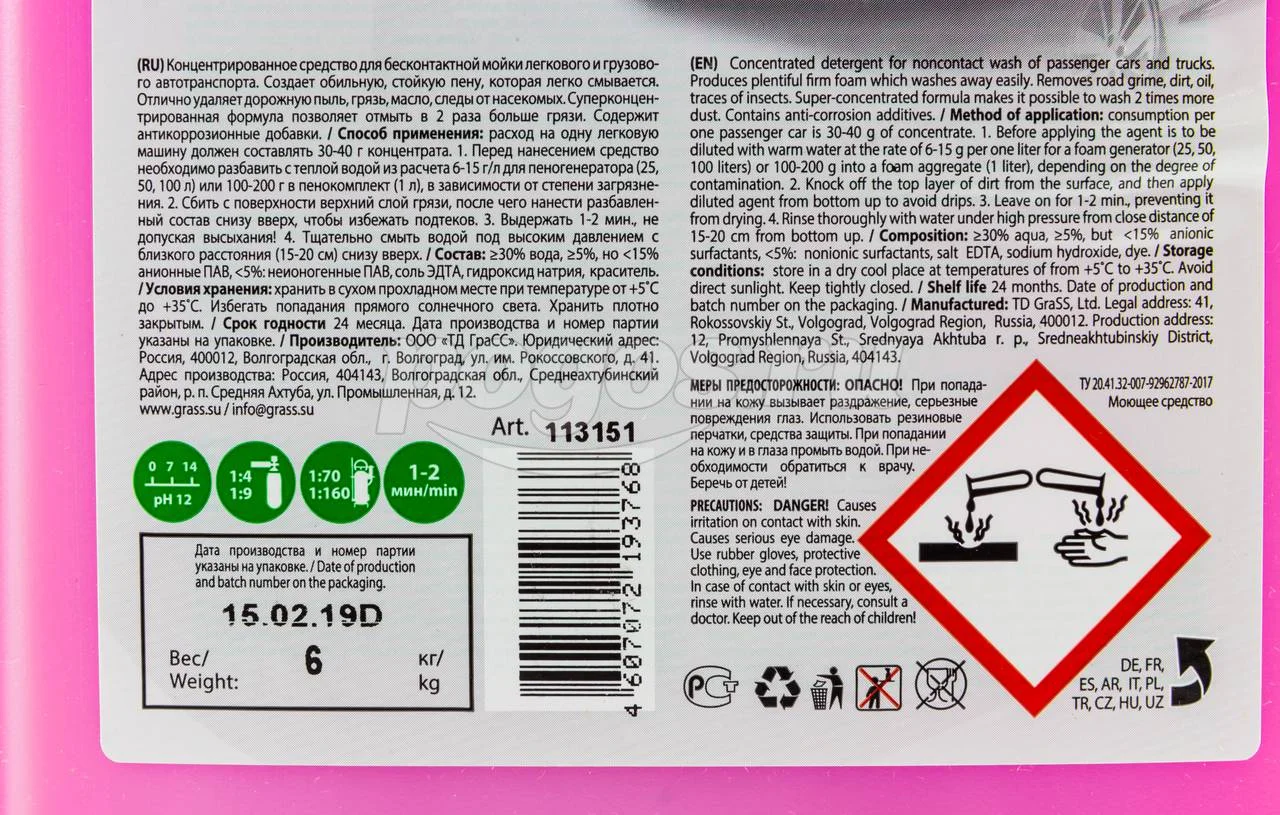 (RU) Концентрированное средство для бесконтактной мойки легкового и грузово-
го автотранспорта. Создает обильную, стойкую пену, которая легко смывается.
Отлично удаляет дорожную пыль, грязь, масло, следы от насекомых. Суперконцен-
трированная формула позволяет отмыть в 2 раза больше грязи. Содержит
антикоррозионные добавки. / Способ применения: расход на одну легковую
машину должен составлять 30-40 г концентрата. 1. Перед нанесением средство
необходимо разбавить с теплой водой из расчета 6-15 г/л для пеногенератора (25,
50, 100 л) или 100-200 г в пенокомплект (1 л), в зависимости от степени загрязне-
ния. 2. Сбить с поверхности верхний слой грязи, после чего нанести разбавлен-
ный состав снизу вверх, чтобы избежать подтеков. 3. Выдержать 1-2 мин., не
допуская высыхания! 4. Тщательно смыть водой под высоким давлением с
близкого расстояния (15-20 см) снизу вверх. / Состав: ≥30% вода, ≥5%, но <15%
анионные ПАВ, <5%: неионогенные ПАВ, соль ЭДТА, гидроксид натрия, краситель.
/ Условия хранения: хранить в сухом прохладном месте при температуре от +5˚С
до +35˚С. Избегать попадания прямого солнечного света. Хранить плотно
закрытым. / Срок годности 24 месяца. Дата производства и номер партии
указаны на упаковке. / Производитель: ООО «ТД ГраСС». Юридический адрес:
Россия, 400012, Волгоградская обл., г. Волгоград, ул. им. Рокоссовского, д. 41.
Адрес производства: Россия, 404143, Волгоградская обл., Среднеахтубинский
район, р. п. Средняя Ахтуба, ул. Промышленная, д. 12.
www.grass.su / info@grass.su
Art. 113151
0 7 14
pH 12
1:4
1:9
1:70
1:160
1-2
мин/min
Дата производства и номер партии
указаны на упаковке. / Date of production
and batch number on the packaging.
15.02.19D
Вес/
Weight:
6
кг/
kg
4 607072 193768
(EN) Concentrated detergent for noncontact wash of passenger cars and trucks.
Produces plentiful firm foam which washes away easily. Removes road grime, dirt, oil,
traces of insects. Super-concentrated formula makes it possible to wash 2 times more
dust. Contains anti-corrosion additives. / Method of application: consumption per
one passenger car is 30-40 g of concentrate. 1. Before applying the agent is to be
diluted with warm water at the rate of 6-15 g per one liter for a foam generator (25, 50,
100 liters) or 100-200 g into a foam aggregate (1 liter), depending on the degree of
contamination. 2. Knock off the top layer of dirt from the surface, and then apply
diluted agent from bottom up to avoid drips. 3. Leave on for 1-2 min., preventing it
from drying. 4. Rinse thoroughly with water under high pressure from close distance of
15-20 cm from bottom up. / Composition: ≥30% aqua, ≥5%, but <15% anionic
surfactants, <5%: nonionic surfactants, salt EDTA, sodium hydroxide, dye. / Storage
conditions: store in a dry cool place at temperatures of from +5˚C to +35˚C. Avoid
direct sunlight. Keep tightly closed. / Shelf life 24 months. Date of production and
batch number on the packaging. / Manufactured: TD GraSS, Ltd. Legal address: 41,
Rokossovskiy St., Volgograd, Volgograd Region, Russia, 400012. Production address:
12, Promyshlennaya St., Srednyaya Akhtuba r. p., Sredneakhtubinskiy District,
Volgograd Region, Russia, 404143.
МЕРЫ ПРЕДОСТОРОЖНОСТИ: ОПАСНО! При попада-
нии на кожу вызывает раздражение, серьезные
повреждения глаз. Использовать резиновые
перчатки, средства защиты. При попадании
на кожу и в глаза промыть водой. При не-
обходимости обратиться к врачу.
Беречь от детей!
ТУ 20.41.32-007-92962787-2017
Моющее средство
PRECAUTIONS: DANGER! Causes
irritation on contact with skin.
Causes serious eye damage.
Use rubber gloves, protective
clothing, eye and face protection.
In case of contact with skin or eyes,
rinse with water. If necessary, consult a
doctor. Keep out of the reach of children!
DE, FR,
ES, AR, IT, PL,
TR, CZ, HU, UZ
pogos.ru